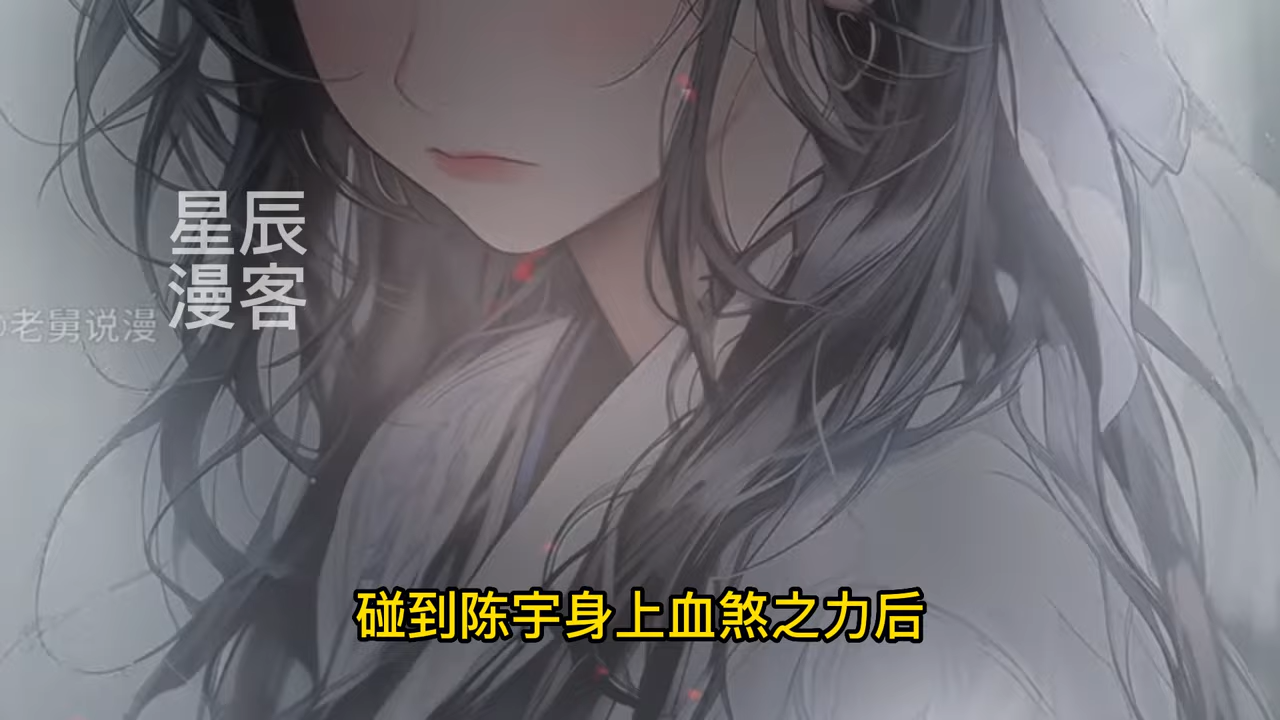 星辰
漫客
@老舅说漫
碰到陈宇身上血煞之力后